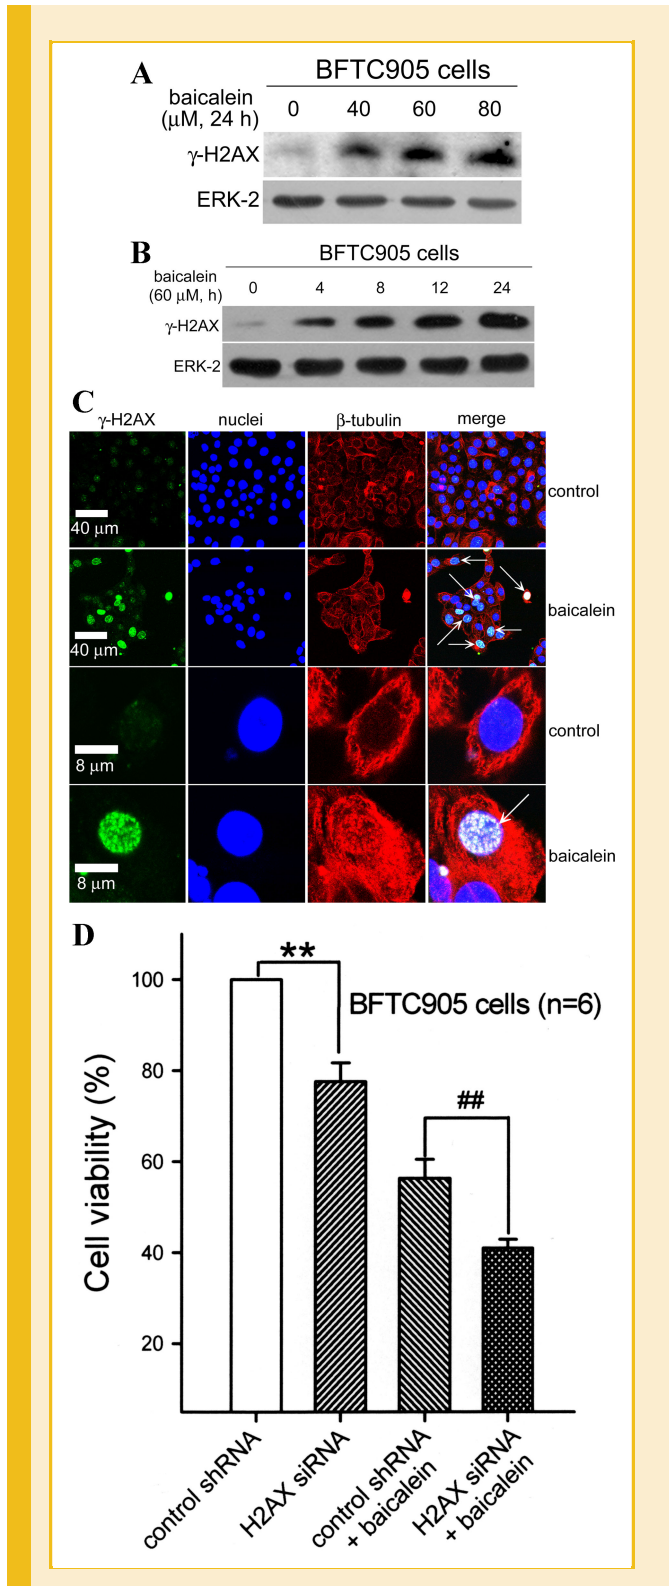 A
BFTC905 cells
baicalein
(μM, 24 h)
0 40 60 80
γ-H2AX
ERK-2
B
BFTC905 cells
baicalein
(60 μM, h)
0 4 8 12 24
γ-H2AX
ERK-2
C
γ-H2AX nuclei β-tubulin merge
control
40 μm
baicalein
40 μm
control
8 μm
baicalein
8 μm
D
**
BFTC905 cells (n=6)
##
Cell viability (%)
100
80
60
40
20
control shRNA
H2AX siRNA
control shRNA
+ baicalein
H2AX siRNA
+ baicalein